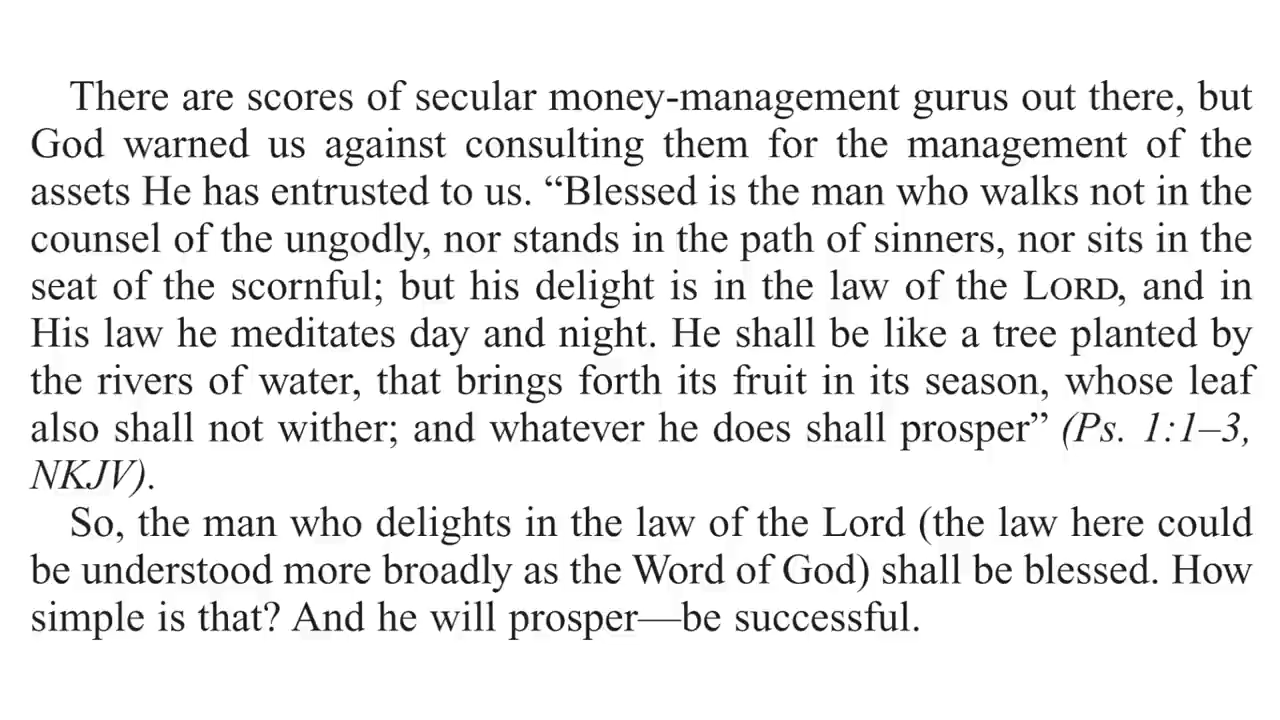 There are scores of secular money-management gurus out there, but
God warned us against consulting them for the management of the
assets He has entrusted to us. “Blessed is the man who walks not in the
counsel of the ungodly, nor stands in the path of sinners, nor sits in the
seat of the scornful; but his delight is in the law of the LORD, and in
His law he meditates day and night. He shall be like a tree planted by
the rivers of water, that brings forth its fruit in its season, whose leaf
also shall not wither; and whatever he does shall prosper” (Ps. 1:1–3,
NKJV).
So, the man who delights in the law of the Lord (the law here could
be understood more broadly as the Word of God) shall be blessed. How
simple is that? And he will prosper—be successful.